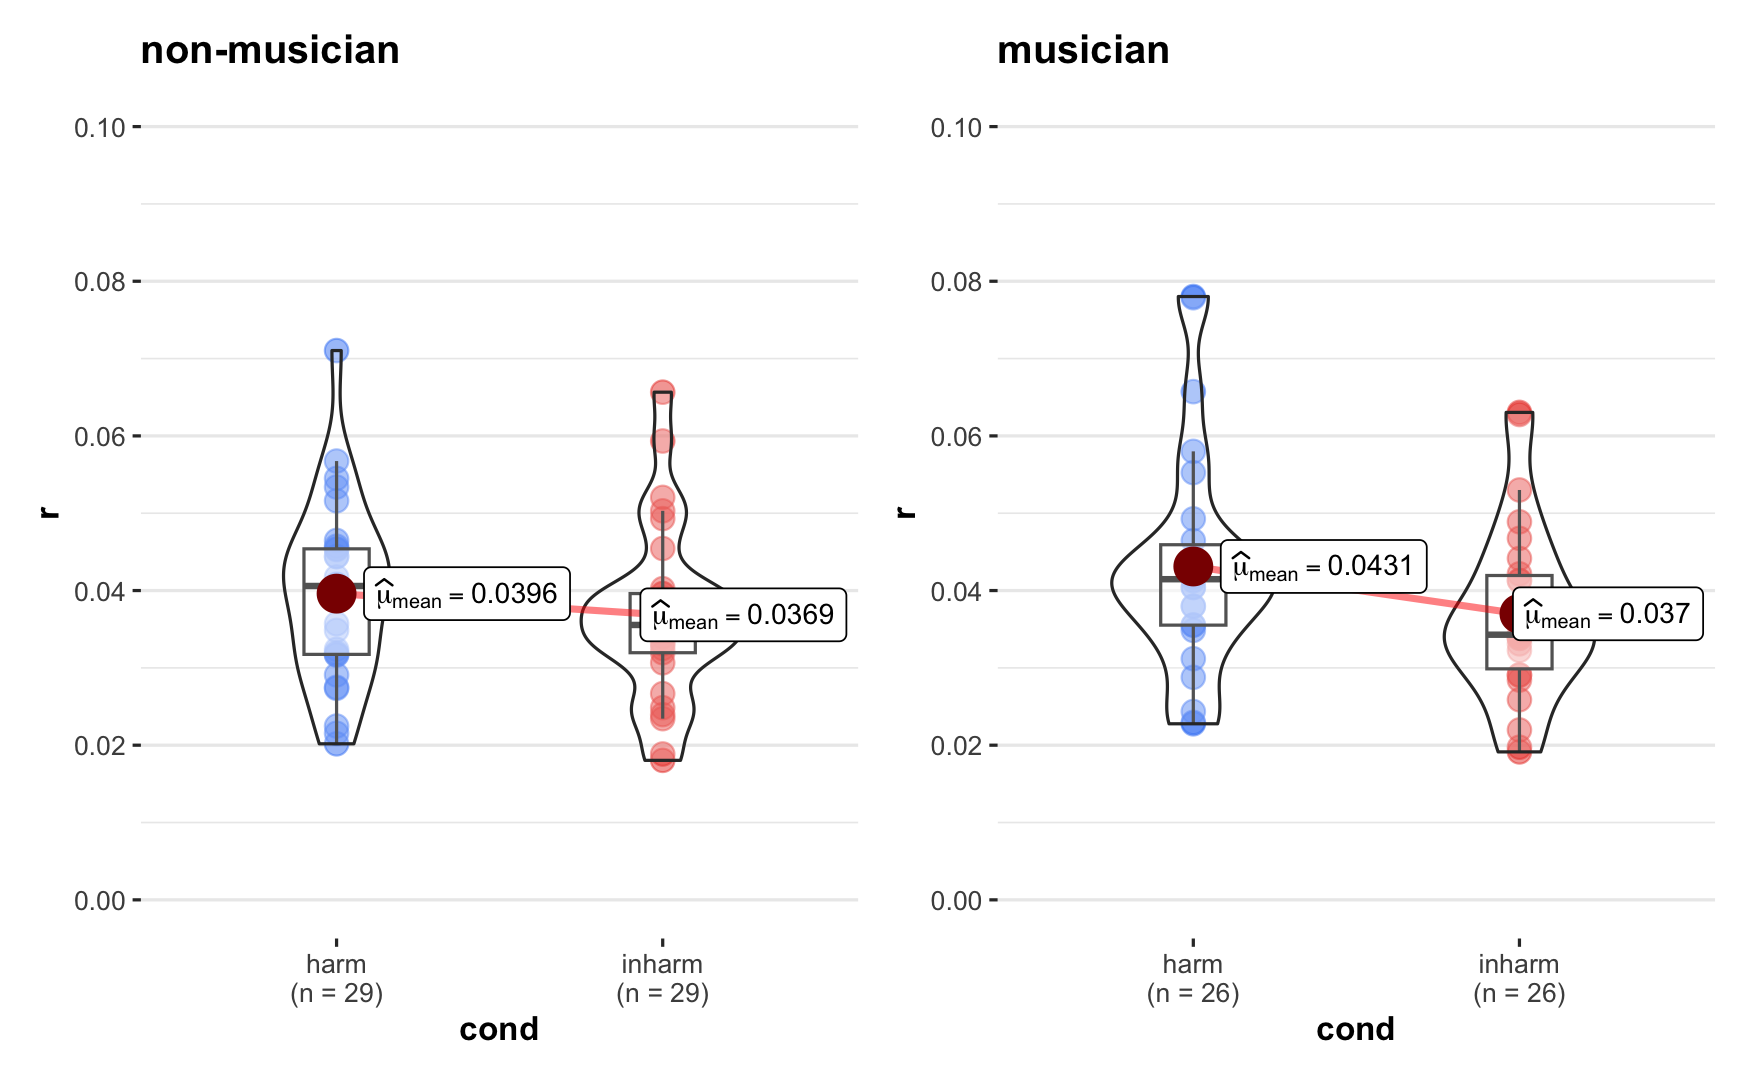 non-musician
0.10
0.08
0.06
0.04
0.02
0.00
r
μ̂mean = 0.0396
μ̂mean = 0.0369
harm
(n = 29)
inharm
(n = 29)
cond
musician
0.10
0.08
0.06
0.04
0.02
0.00
r
μ̂mean = 0.0431
μ̂mean = 0.037
harm
(n = 26)
inharm
(n = 26)
cond